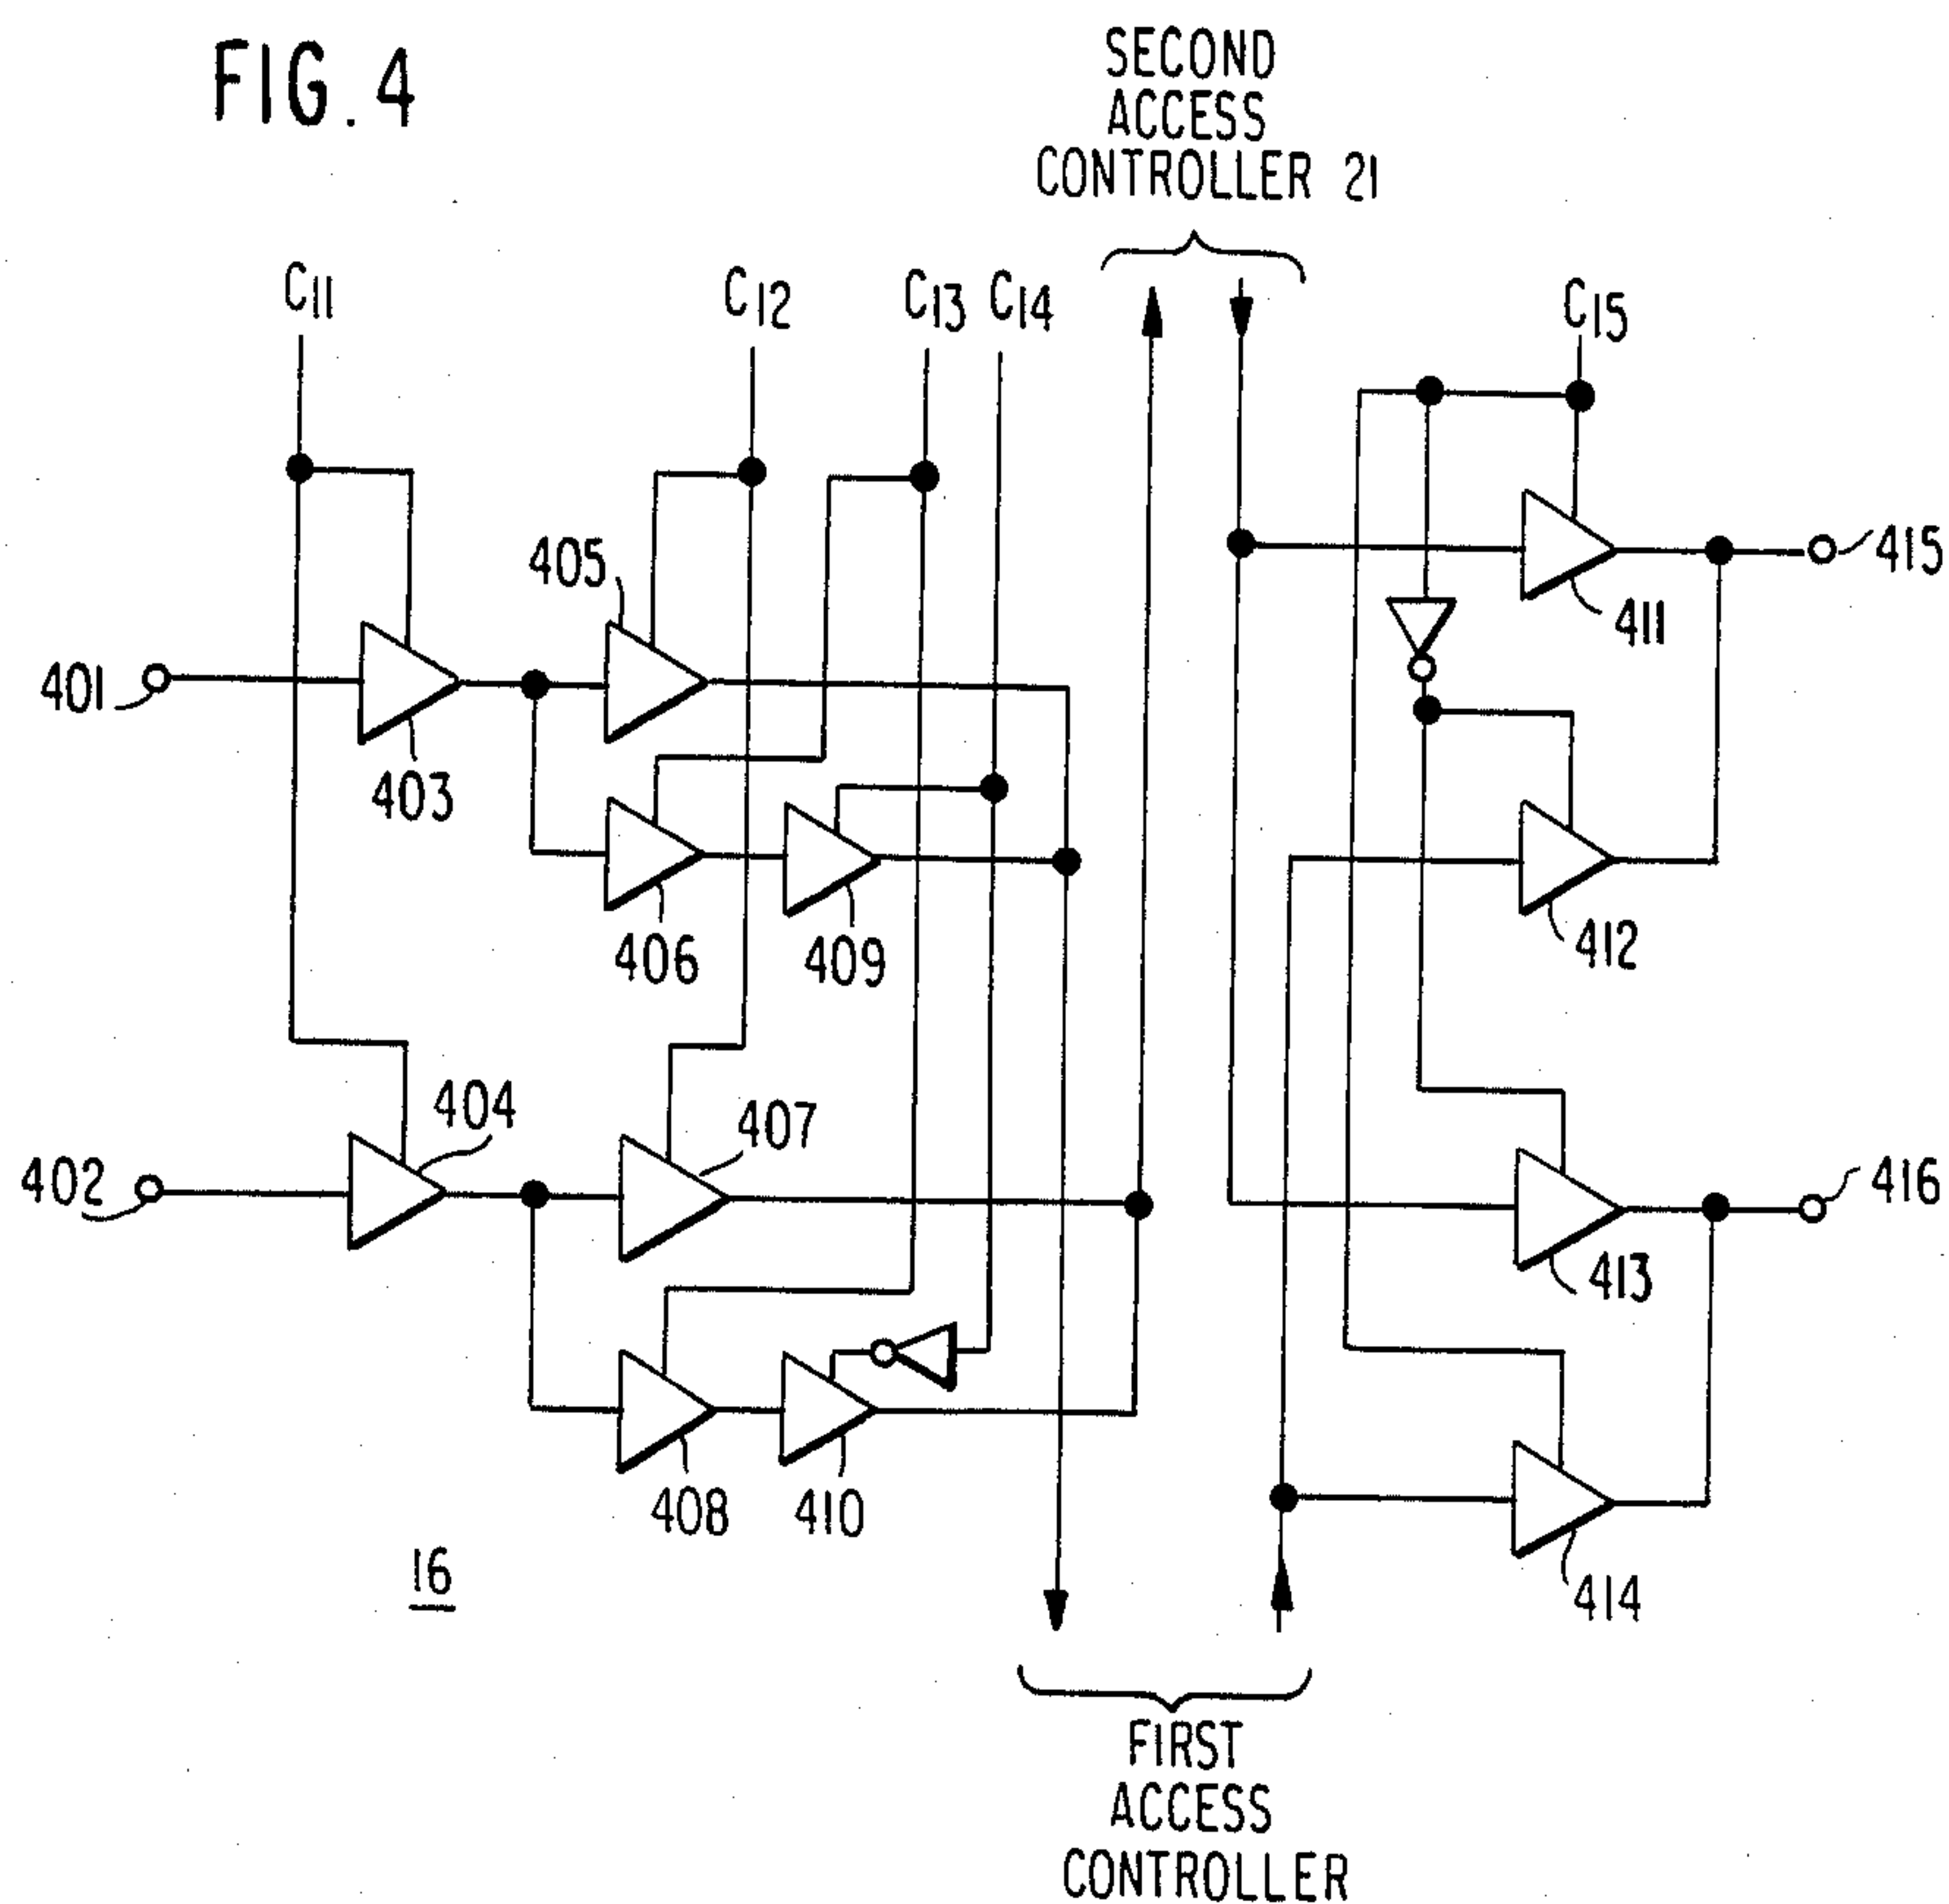 FIG. 4
SECOND
ACCESS
CONTROLLER 21
C11
C12
C13
C14
C15
405
415
411
401
403
406
409
412
404
407
402
416
413
408
410
414
16
FIRST
ACCESS
CONTROLLER